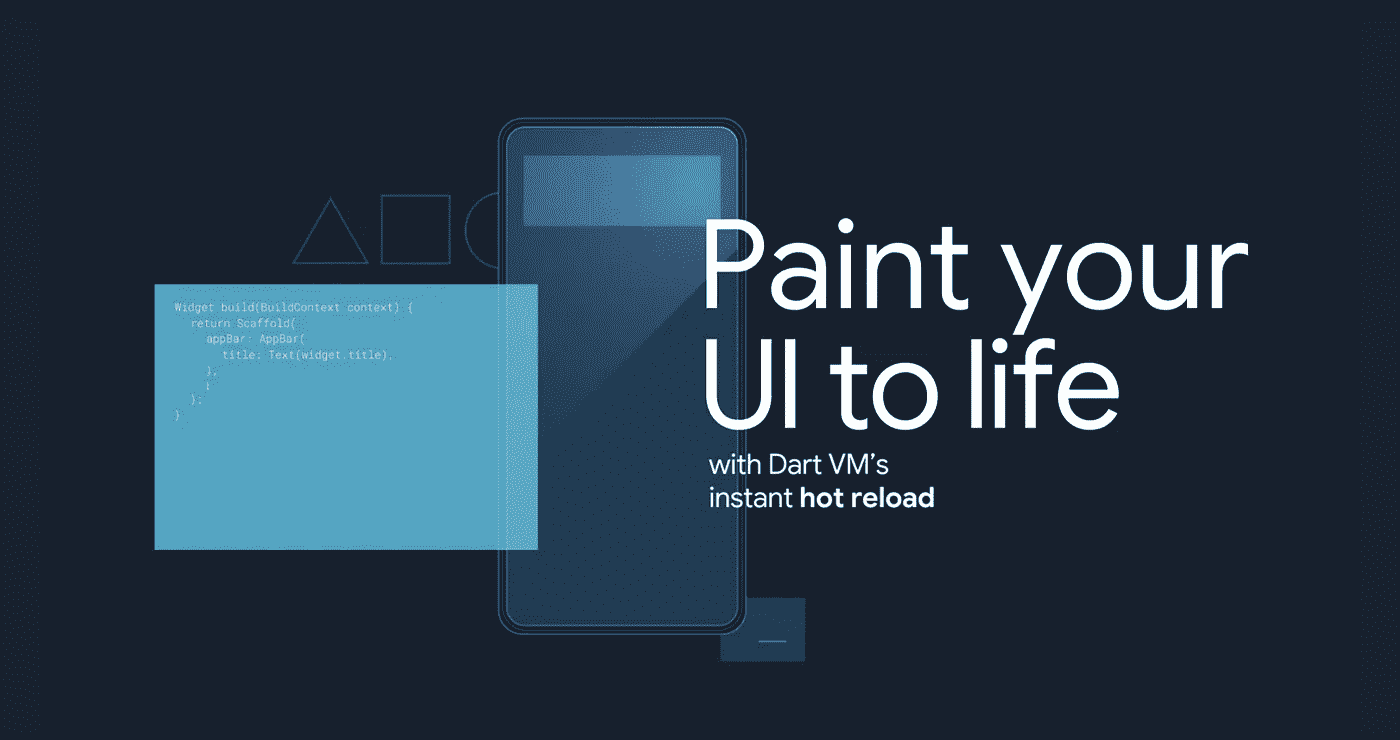 Widget build(BuildContext context) {
return Scaffold(
appBar: AppBar(
title: Text(widget.title),
),
);
}
Paint your
UI to life
with Dart VM’s
instant hot reload